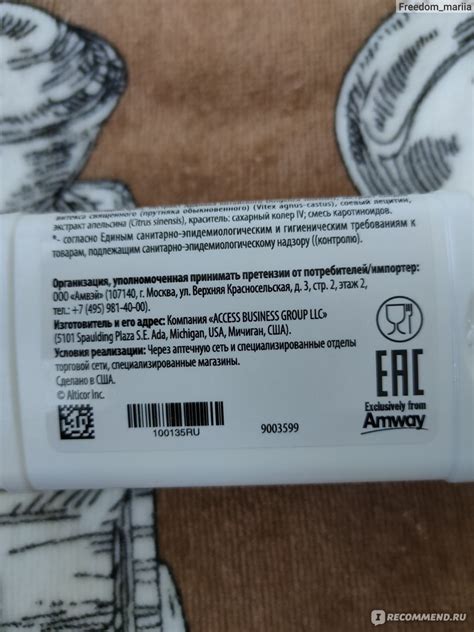 Freedom_mariia
витекса священного (прутняка обыкновенного) (Vitex agnus-castus), соевый лецитин,
экстракт апельсина (Citrus sinensis), краситель: сахарный колер IV; смесь каротиноидов.
*- согласно Единым санитарно-эпидемиологическим и гигиеническим требованиям к
товарам, подлежащим санитарно-эпидемиологическому надзору ((контролю).
Организация, уполномоченная принимать претензии от потребителей/импортер:
ООО «Амвэй» (107140, г. Москва, ул. Верхняя Красносельская, д. 3, стр. 2, этаж 2,
тел.: +7 (495) 981-40-00).
Изготовитель и его адрес: Компания «ACCESS BUSINESS GROUP LLC»
(5101 Spaulding Plaza S.E. Ada, Michigan, USA, Мичиган, США).
Условия реализации: Через аптечную сеть и специализированные отделы
торговой сети, специализированные магазины.
Сделано в США.
© Alticor Inc.
EAC
Exclusively from
Amway
100135RU
9003599
IRECOMMEND.RU